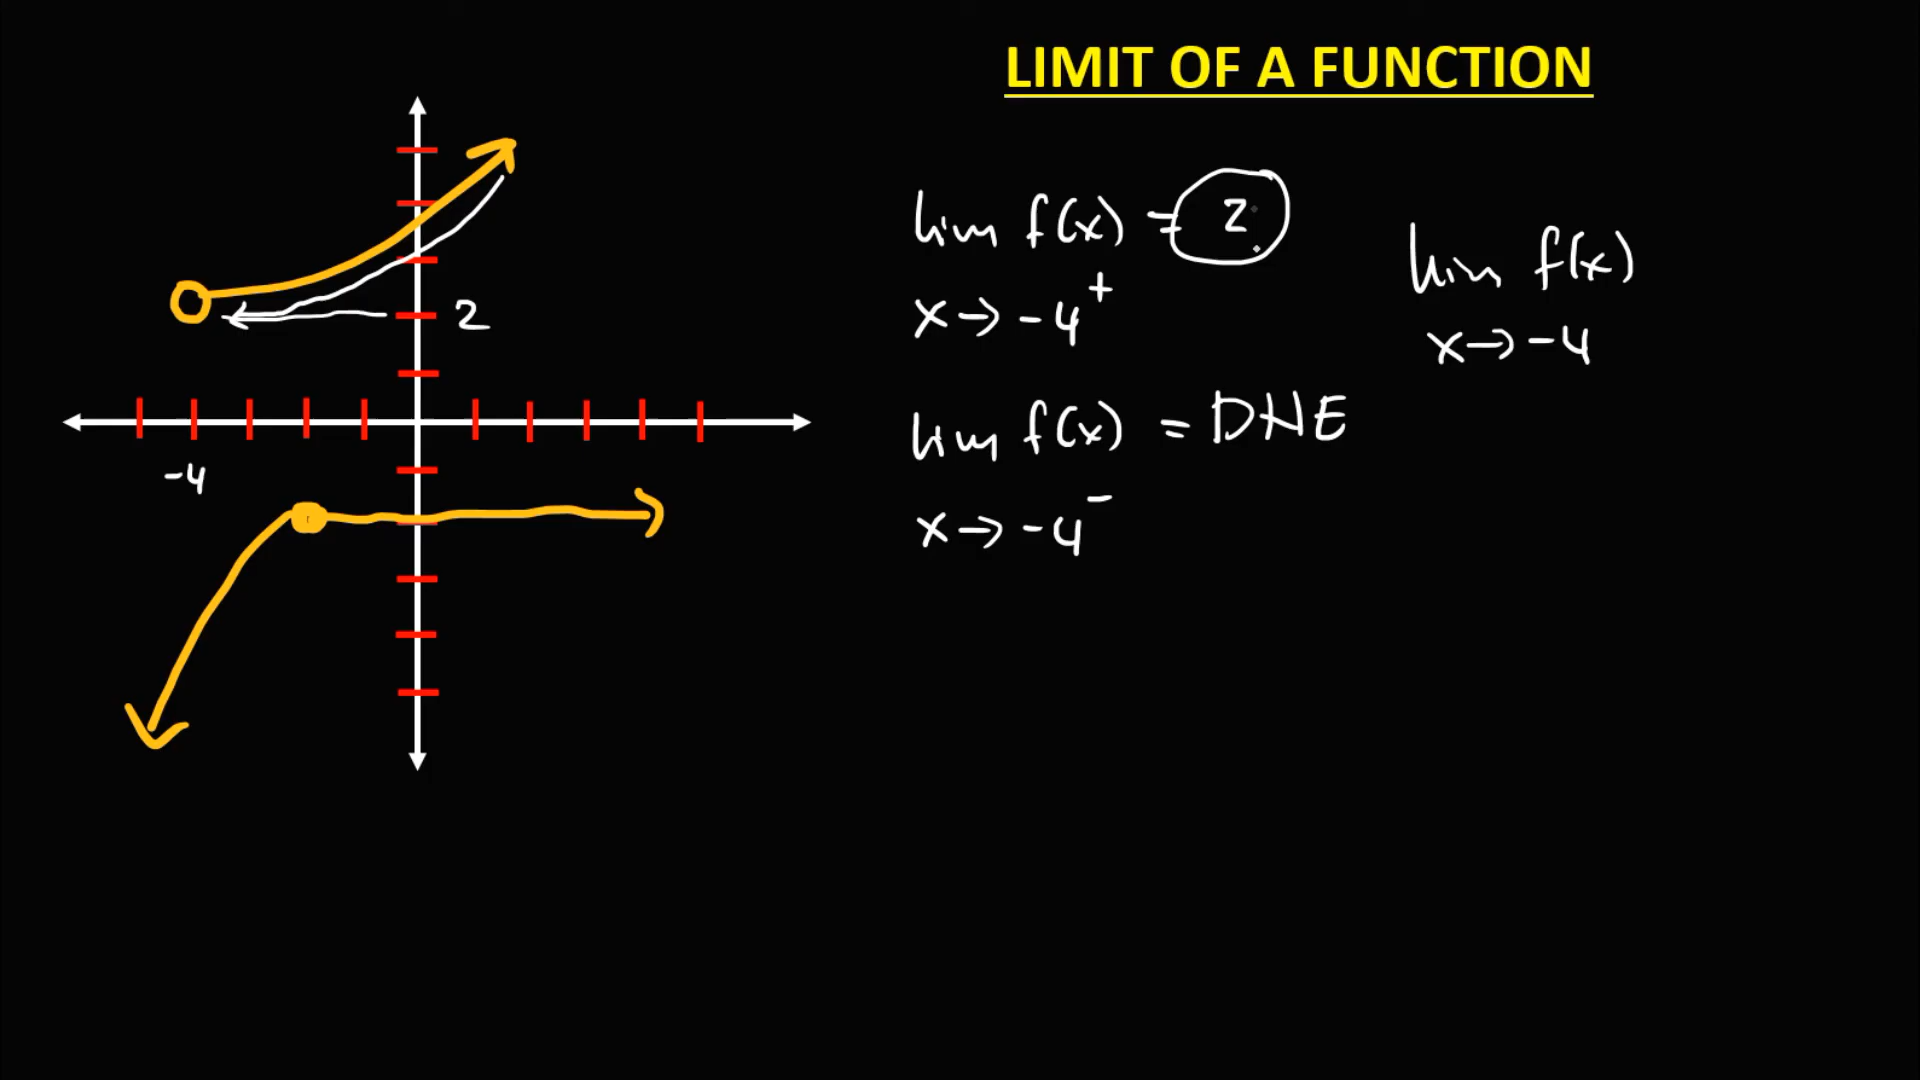 LIMIT OF A FUNCTION
lim f(x) = 2
x → -4⁺
lim f(x) = DNE
x → -4⁻
lim f(x)
x → -4
2
-4